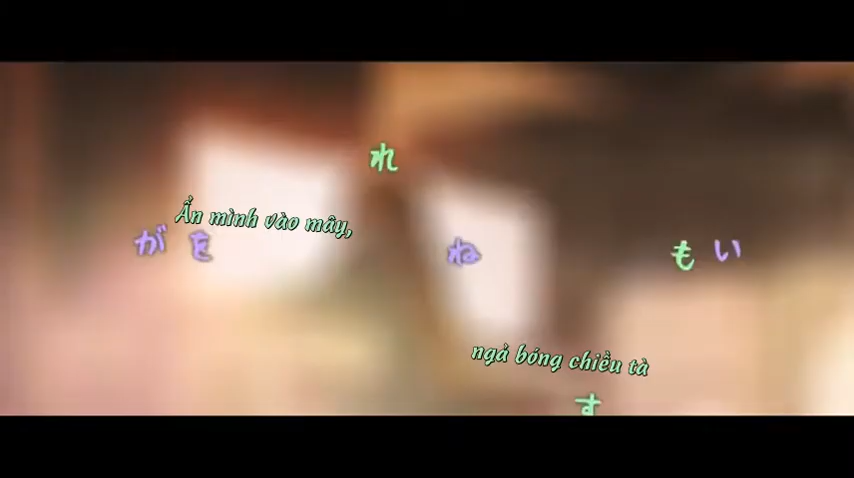 れ
Ẩn mình vào mây,
がを
ね
もい
ngả bóng chiều tà
す